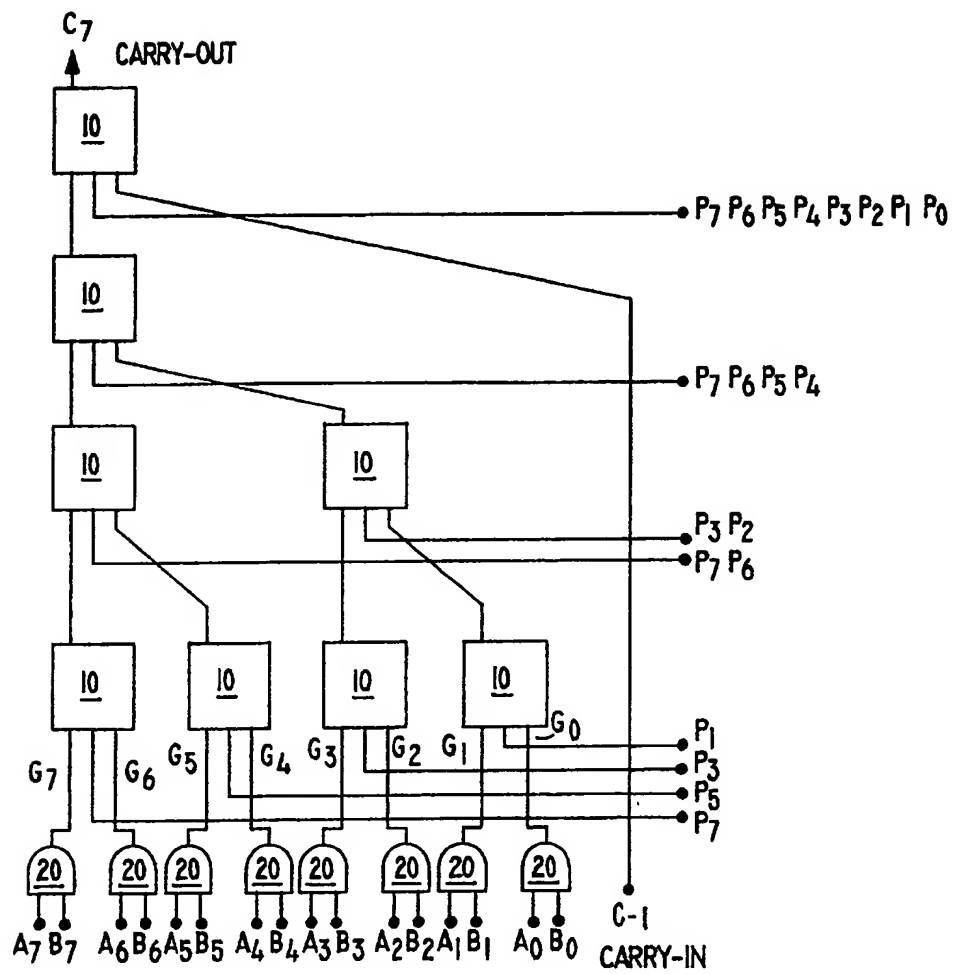 C7
CARRY-OUT
10
P7 P6 P5 P4 P3 P2 P1 P0
10
P7 P6 P5 P4
10 10
P3 P2
P7 P6
10 10 10 10
G7 G6 G5 G4 G3 G2 G1 G0
P1
P3
P5
P7
20 20 20 20 20 20 20 20
A7 B7 A6 B6 A5 B5 A4 B4 A3 B3 A2 B2 A1 B1 A0 B0
C-1
CARRY-IN